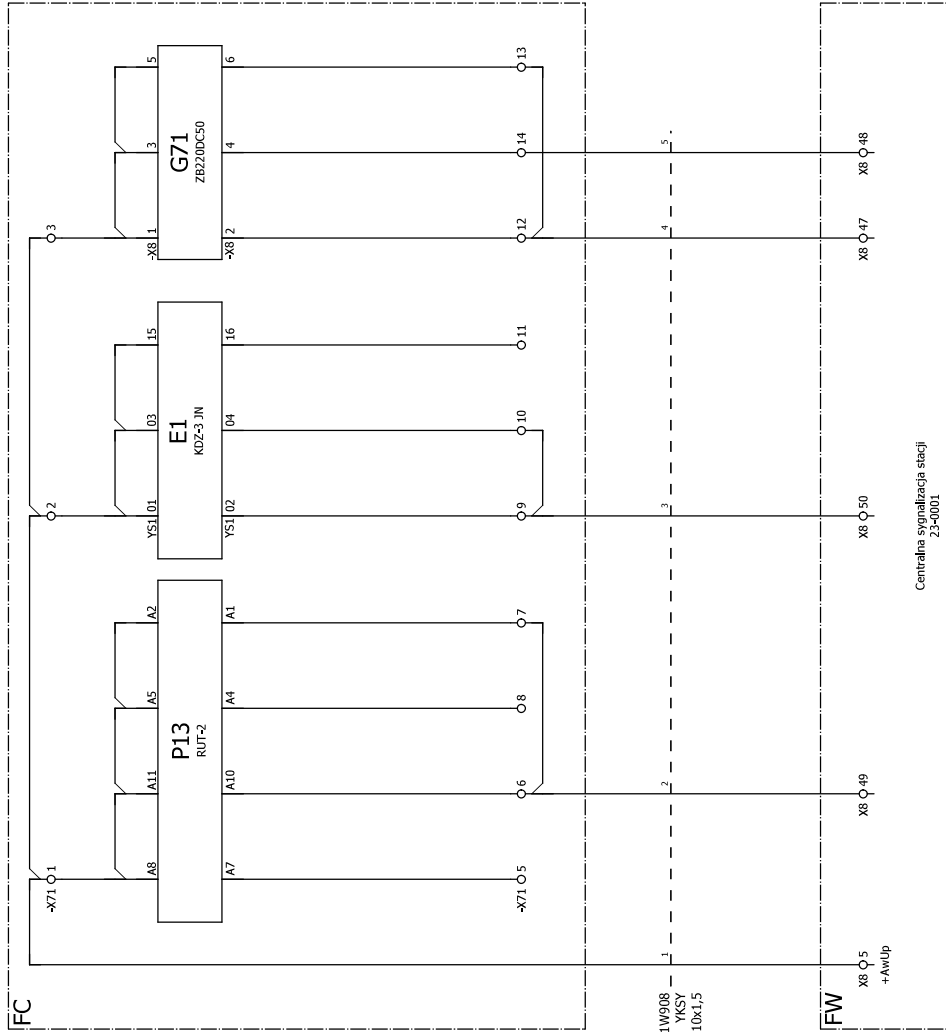 FC
-X71 1
2
3
A8
A11
A5
A2
P13
RUT-2
A7
A10
A4
A1
YS1 01
03
15
E1
KDZ-3 JN
YS1 02
04
16
-X8 1
3
5
G71
ZB220DC50
-X8 2
4
6
-X71 5
6
8
7
9
10
11
12
14
13
1W908
YKSY
10x1,5
1
2
3
4
5
FW
X8 5
+AwUp
X8 49
X8 50
X8 47
X8 48
Centralna sygnalizacja stacji
23-0001